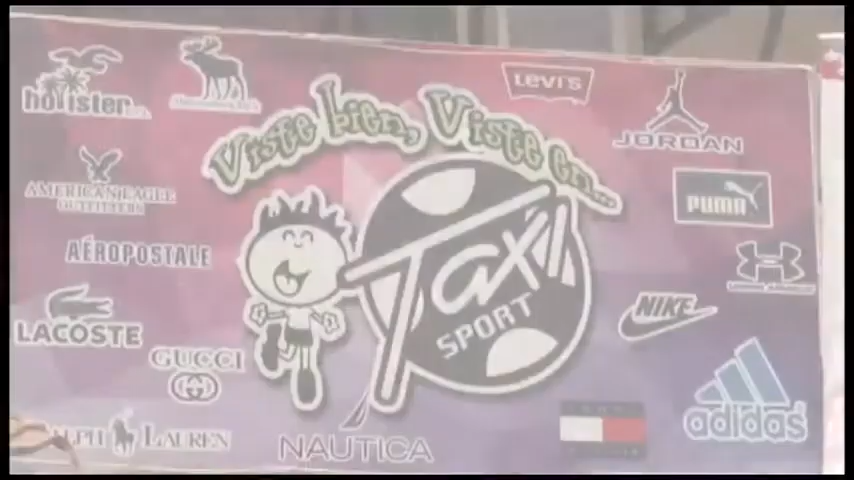 hollister
LEVI'S
JORDAN
Viste bien, Viste en...
AMERICAN EAGLE
OUTFITTERS
PUMA
AÉROPOSTALE
Taxi
SPORT
LACOSTE
NIKE
GUCCI
adidas
RALPH LAUREN
NAUTICA